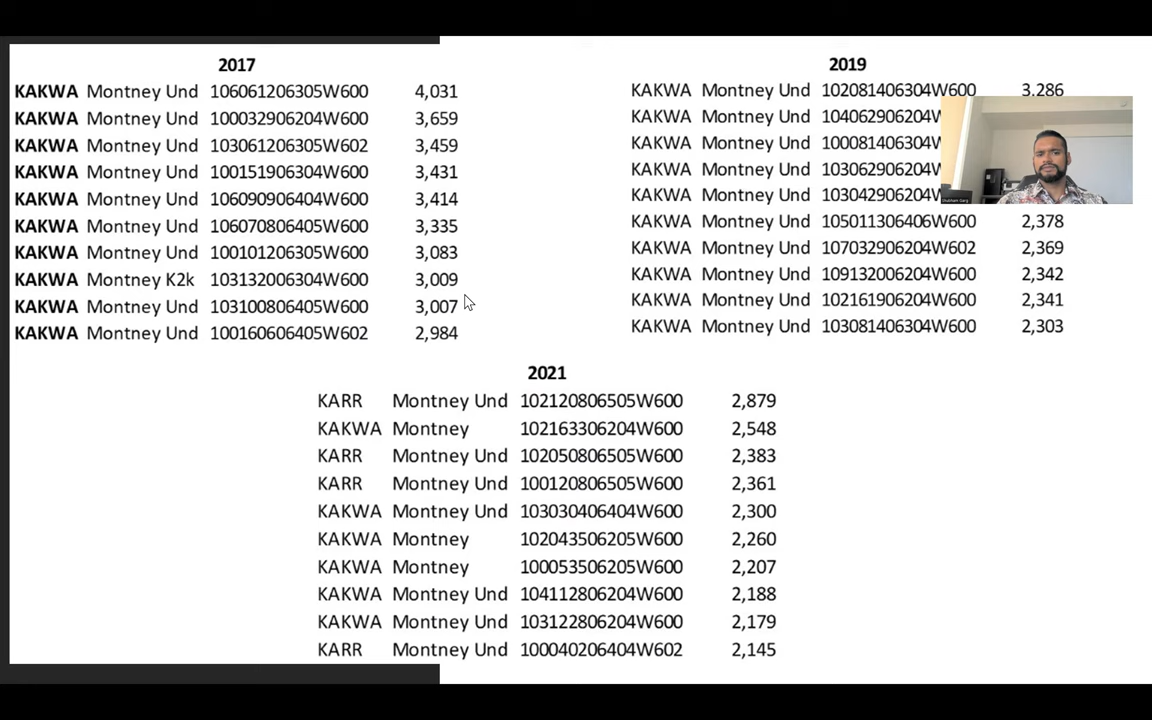 2017
KAKWA Montney Und 106061206305W600 4,031
KAKWA Montney Und 100032906204W600 3,659
KAKWA Montney Und 103061206305W602 3,459
KAKWA Montney Und 100151906304W600 3,431
KAKWA Montney Und 106090906404W600 3,414
KAKWA Montney Und 106070806405W600 3,335
KAKWA Montney Und 100101206305W600 3,083
KAKWA Montney K2k 103132006304W600 3,009
KAKWA Montney Und 103100806405W600 3,007
KAKWA Montney Und 100160606405W602 2,984
2019
KAKWA Montney Und 102081406304W600 3,286
KAKWA Montney Und 104062906204W
KAKWA Montney Und 100081406304W
KAKWA Montney Und 103062906204W
KAKWA Montney Und 103042906204W
KAKWA Montney Und 105011306406W600 2,378
KAKWA Montney Und 107032906204W602 2,369
KAKWA Montney Und 109132006204W600 2,342
KAKWA Montney Und 102161906204W600 2,341
KAKWA Montney Und 103081406304W600 2,303
2021
KARR Montney Und 102120806505W600 2,879
KAKWA Montney 102163306204W600 2,548
KARR Montney Und 102050806505W600 2,383
KARR Montney Und 100120806505W600 2,361
KAKWA Montney Und 103030406404W600 2,300
KAKWA Montney 102043506205W600 2,260
KAKWA Montney 100053506205W600 2,207
KAKWA Montney Und 104112806204W600 2,188
KAKWA Montney Und 103122806204W600 2,179
KARR Montney Und 100040206404W602 2,145